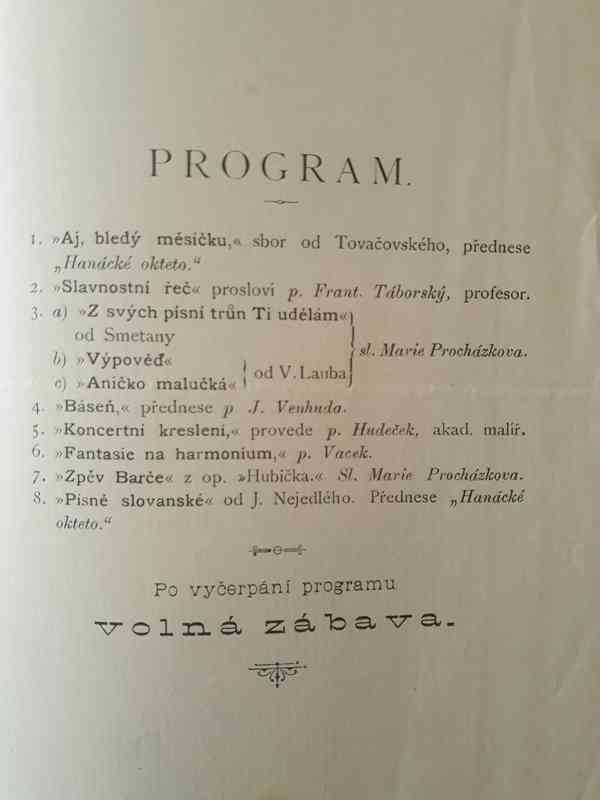 PROGRAM.
1. »Aj, bledý měsíčku,« sbor od Tovačovského, přednese
„Hanácké okteto.“
2. »Slavnostní řeč« prosloví p. Frant. Táborský, profesor.
3. a) »Z svých písní trůn Ti udělám«
od Smetany
sl. Marie Procházkova.
b) »Výpověď«
od V. Lauba
c) »Aničko malučká«
4. »Báseň,« přednese p J. Venhuda.
5. »Koncertní kreslení,« provede p. Hudeček, akad. malíř.
6. »Fantasie na harmonium,« p. Vacek.
7. »Zpěv Barče« z op. »Hubička.« Sl. Marie Procházkova.
8. »Písně slovanské« od J. Nejedlého. Přednese „Hanácké
okteto.“
Po vyčerpání programu
volná zábava.